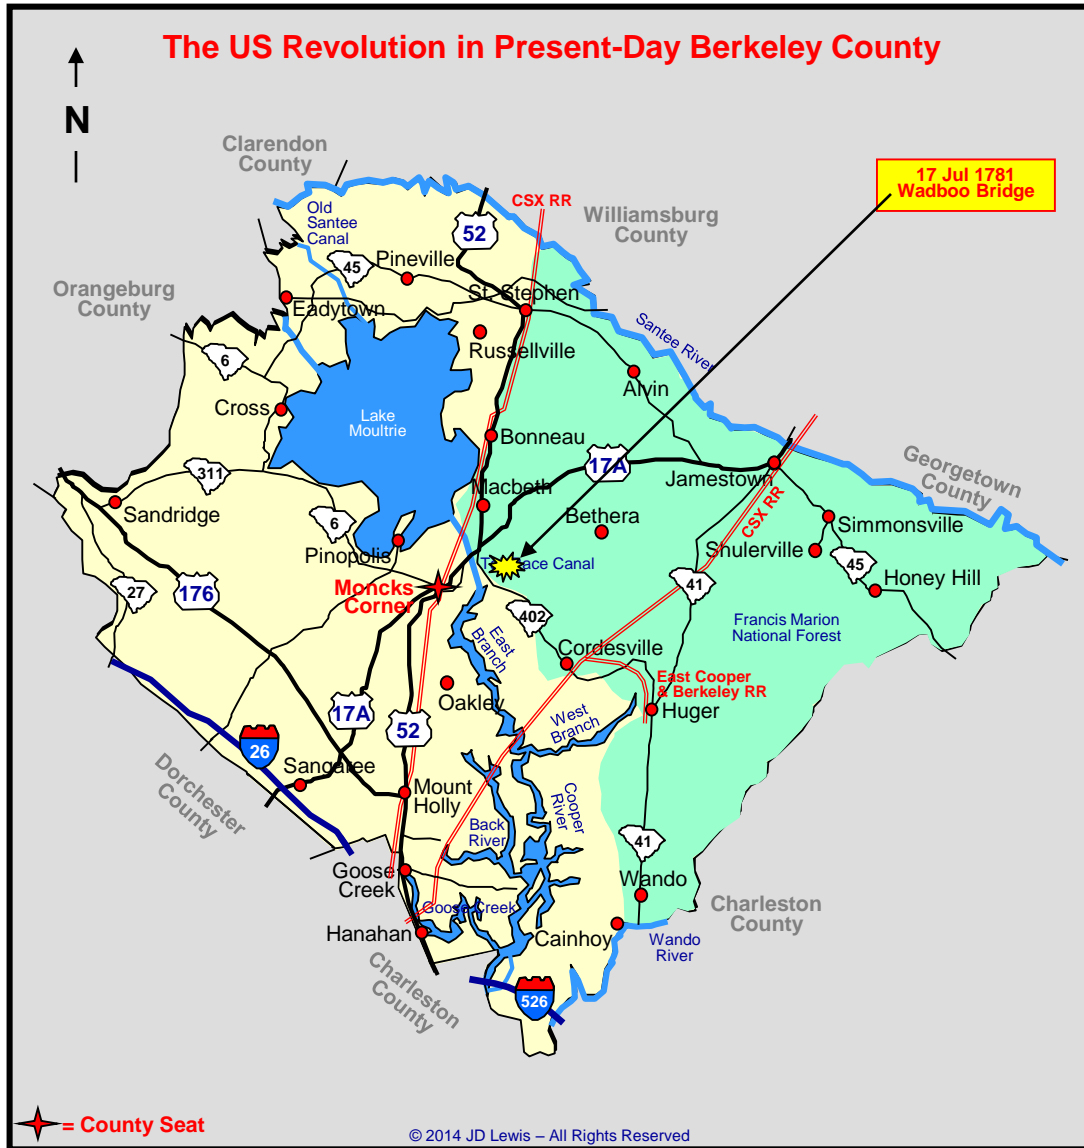 The US Revolution in Present-Day Berkeley County
N
Clarendon
County
17 Jul 1781
Wadboo Bridge
CSX RR
Williamsburg
County
Old
Santee
Canal
52
45
Pineville
Orangeburg
County
Eadytown
St. Stephen
Santee River
Russellville
6
Alvin
Cross
Lake
Moultrie
Bonneau
17A
Jamestown
Georgetown
County
311
Macbeth
CSX RR
Sandridge
6
Bethera
Simmonsville
Pinopolis
Shulerville
Canal
45
Honey Hill
Moncks
Corner
27
176
41
402
Francis Marion
National Forest
East
Branch
Cordesville
East Cooper
& Berkeley RR
Oakley
Huger
17A
52
West
Branch
26
Sangaree
Dorchester
County
Mount
Holly
Cooper
River
Back
River
41
Goose
Creek
Wando
Goose Creek
Charleston
County
Hanahan
Cainhoy
Wando
River
Charleston
County
526
= County Seat
© 2014 JD Lewis – All Rights Reserved